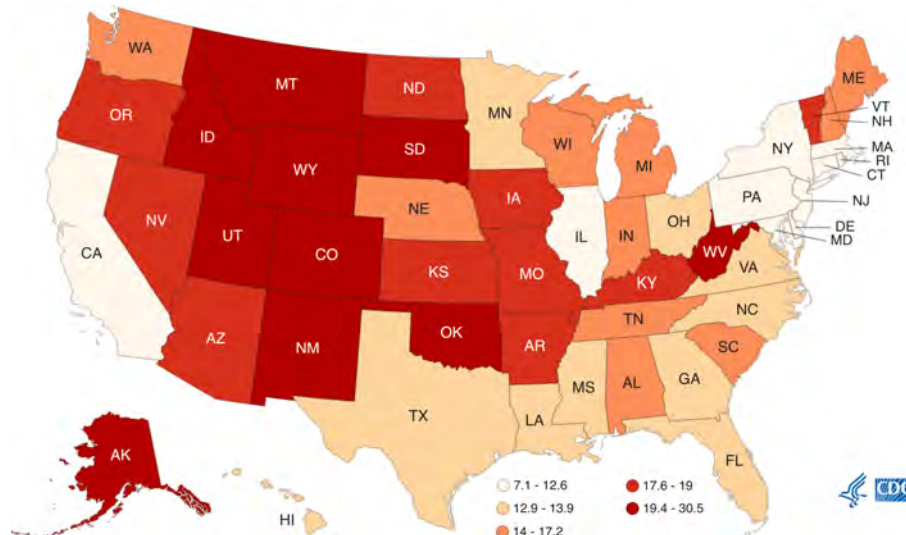 WA
MT
ND
MN
ME
VT
NH
OR
ID
SD
WI
MI
NY
MA
RI
CT
WY
IA
PA
NJ
NE
OH
DE
MD
NV
UT
CO
IL
IN
WV
VA
CA
KS
MO
KY
NC
AZ
NM
OK
AR
TN
SC
MS
AL
GA
TX
LA
FL
AK
HI
7.1 - 12.6
12.9 - 13.9
14 - 17.2
17.6 - 19
19.4 - 30.5